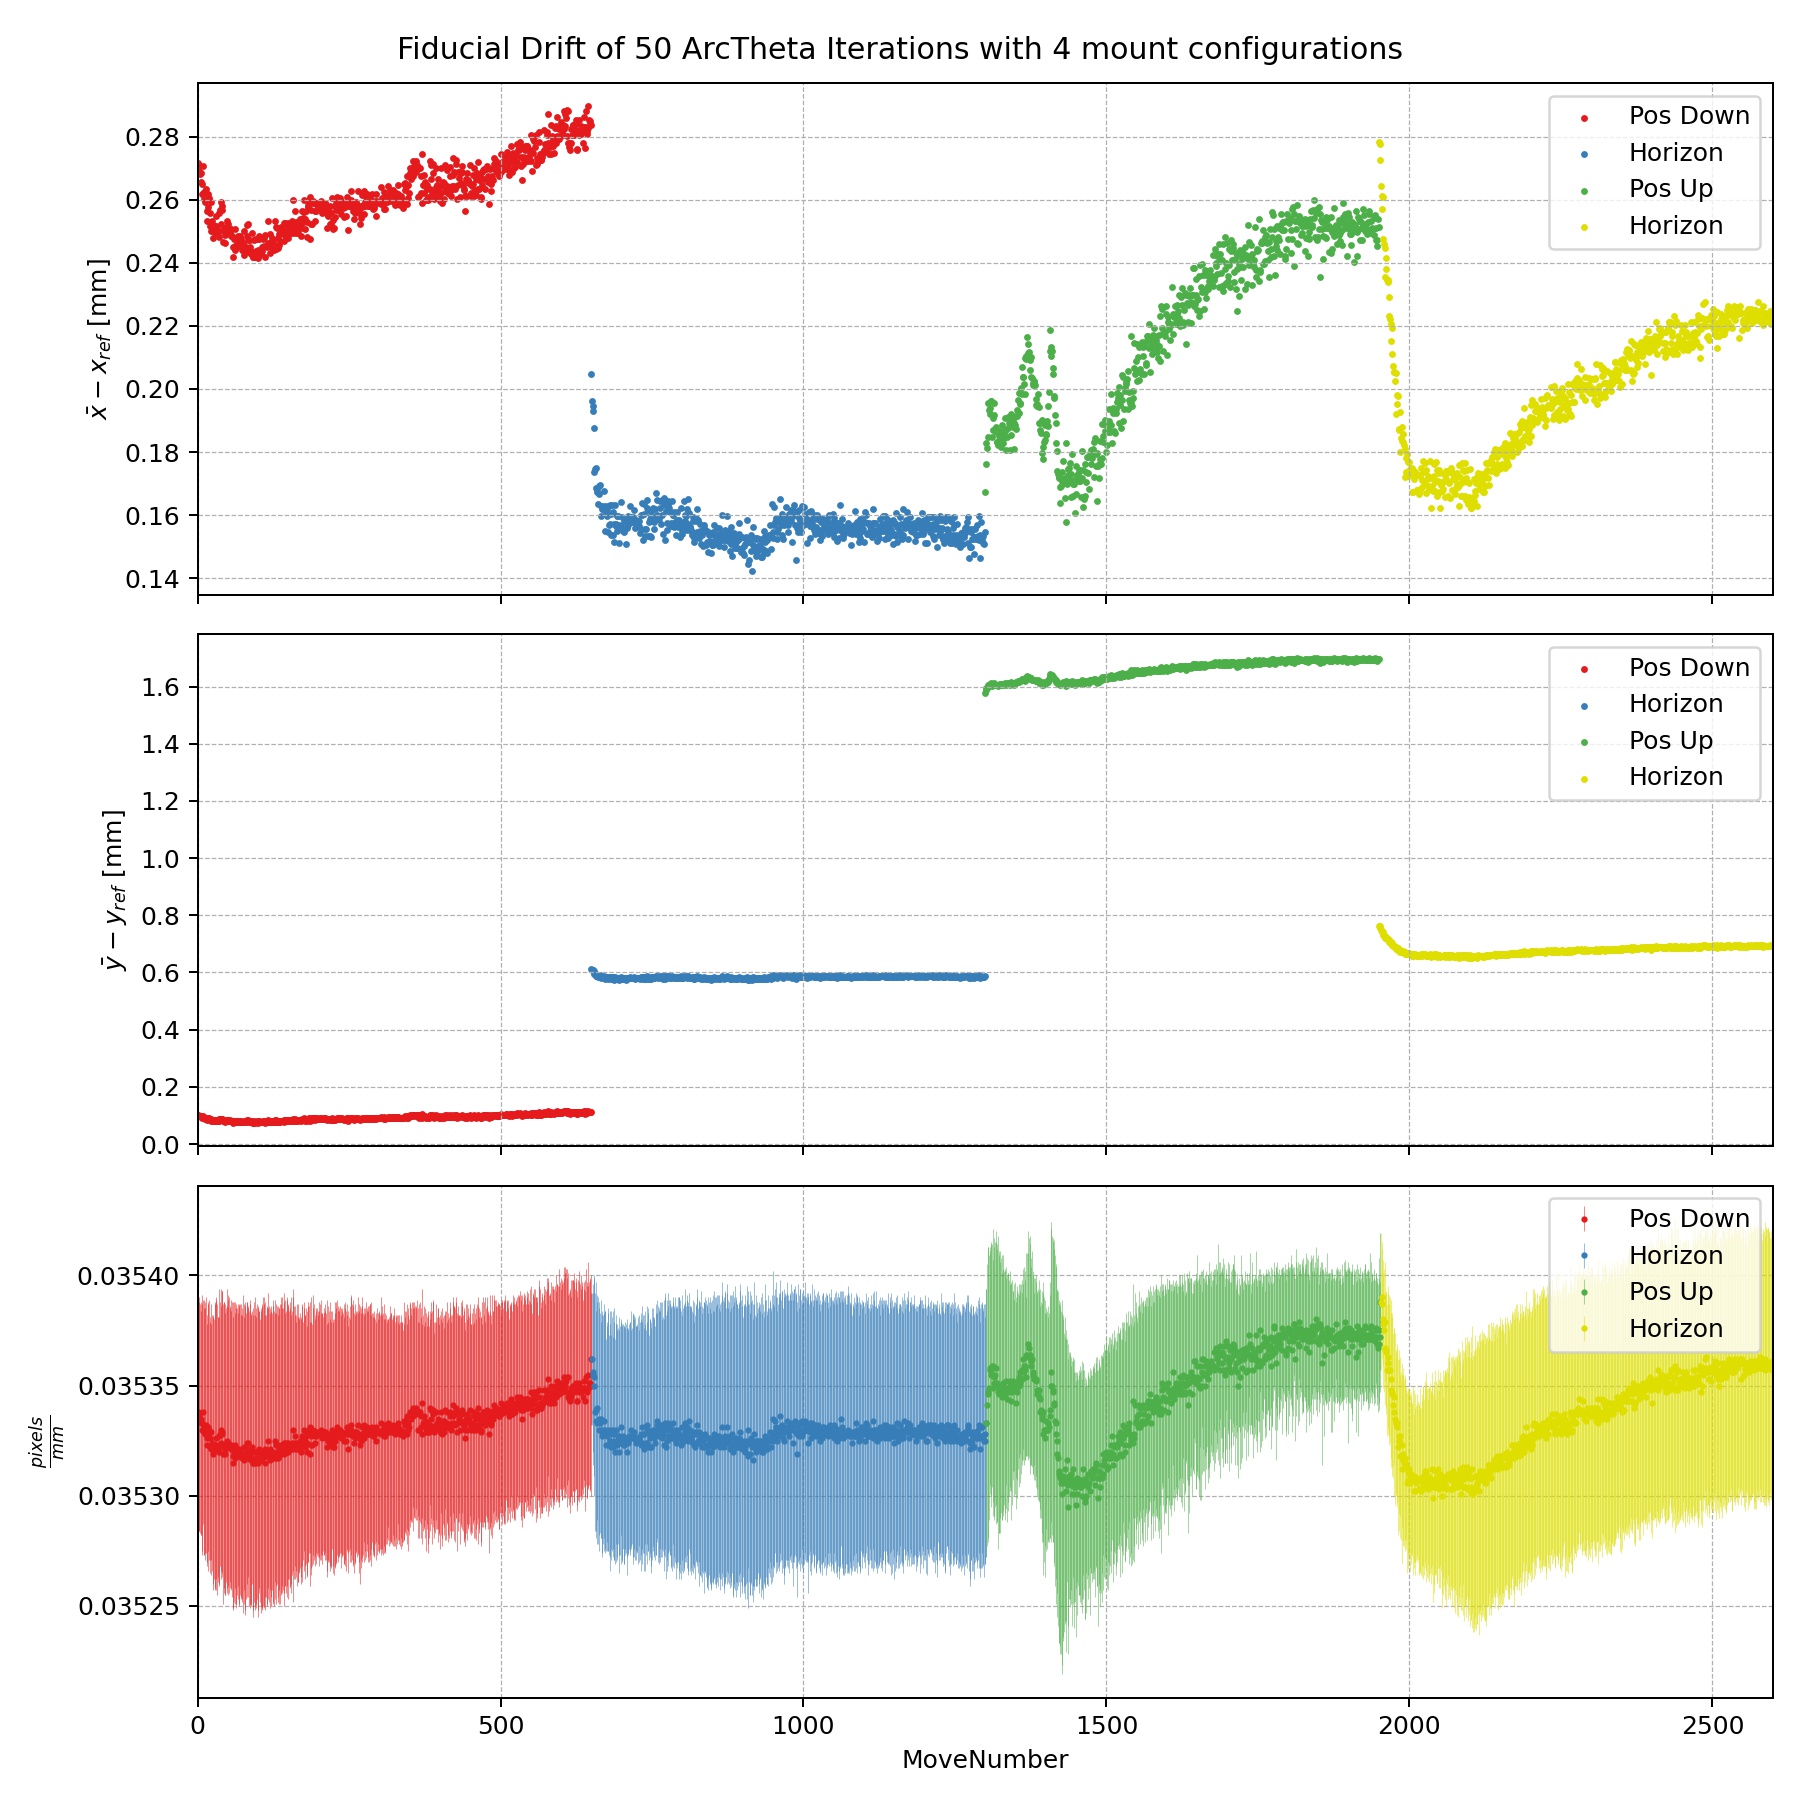 Fiducial Drift of 50 ArcTheta Iterations with 4 mount configurations
x̄ − x_ref [mm]
0.28
0.26
0.24
0.22
0.20
0.18
0.16
0.14
Pos Down
Horizon
Pos Up
Horizon
ȳ − y_ref [mm]
1.6
1.4
1.2
1.0
0.8
0.6
0.4
0.2
0.0
Pos Down
Horizon
Pos Up
Horizon
pixels
mm
0.03540
0.03535
0.03530
0.03525
Pos Down
Horizon
Pos Up
Horizon
0 500 1000 1500 2000 2500
MoveNumber